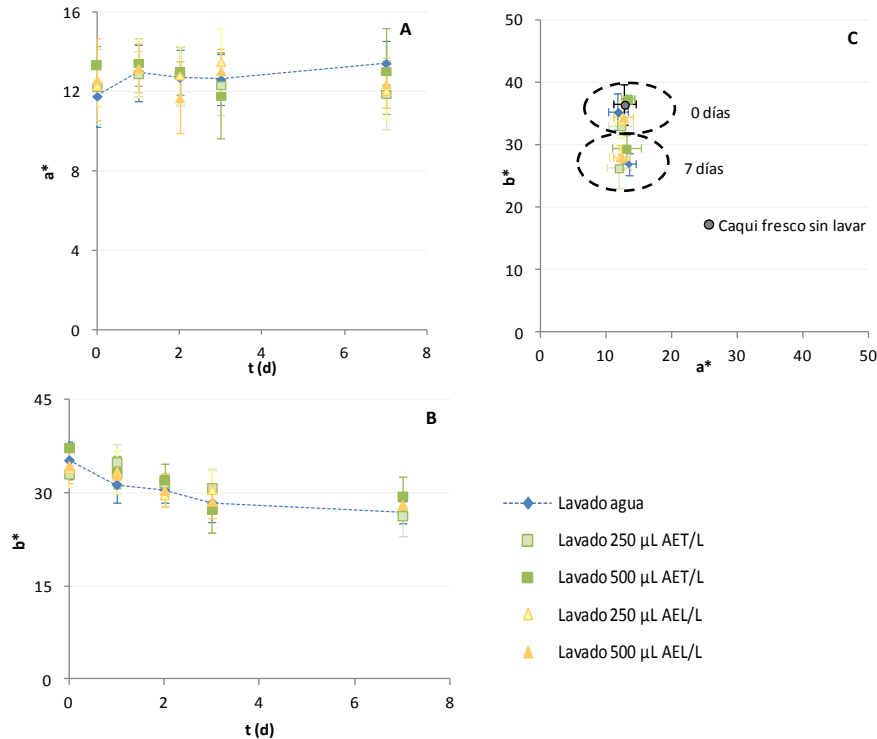 A
16
12
8
4
0
a*
0
2
4
6
8
t (d)
C
50
40
30
20
10
0
b*
0 días
7 días
Caqui fresco sin lavar
0
10
20
30
40
50
a*
B
45
30
15
0
b*
0
2
4
6
8
t (d)
Lavado agua
Lavado 250 µL AET/L
Lavado 500 µL AET/L
Lavado 250 µL AEL/L
Lavado 500 µL AEL/L